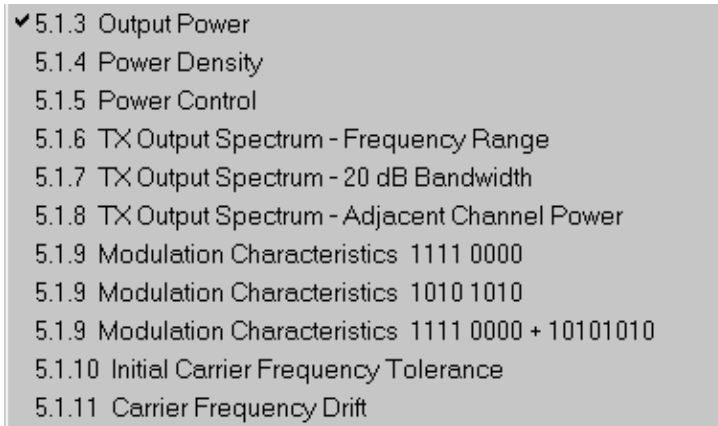 ✔5.1.3 Output Power
5.1.4 Power Density
5.1.5 Power Control
5.1.6 TX Output Spectrum - Frequency Range
5.1.7 TX Output Spectrum - 20 dB Bandwidth
5.1.8 TX Output Spectrum - Adjacent Channel Power
5.1.9 Modulation Characteristics 1111 0000
5.1.9 Modulation Characteristics 1010 1010
5.1.9 Modulation Characteristics 1111 0000 + 10101010
5.1.10 Initial Carrier Frequency Tolerance
5.1.11 Carrier Frequency Drift